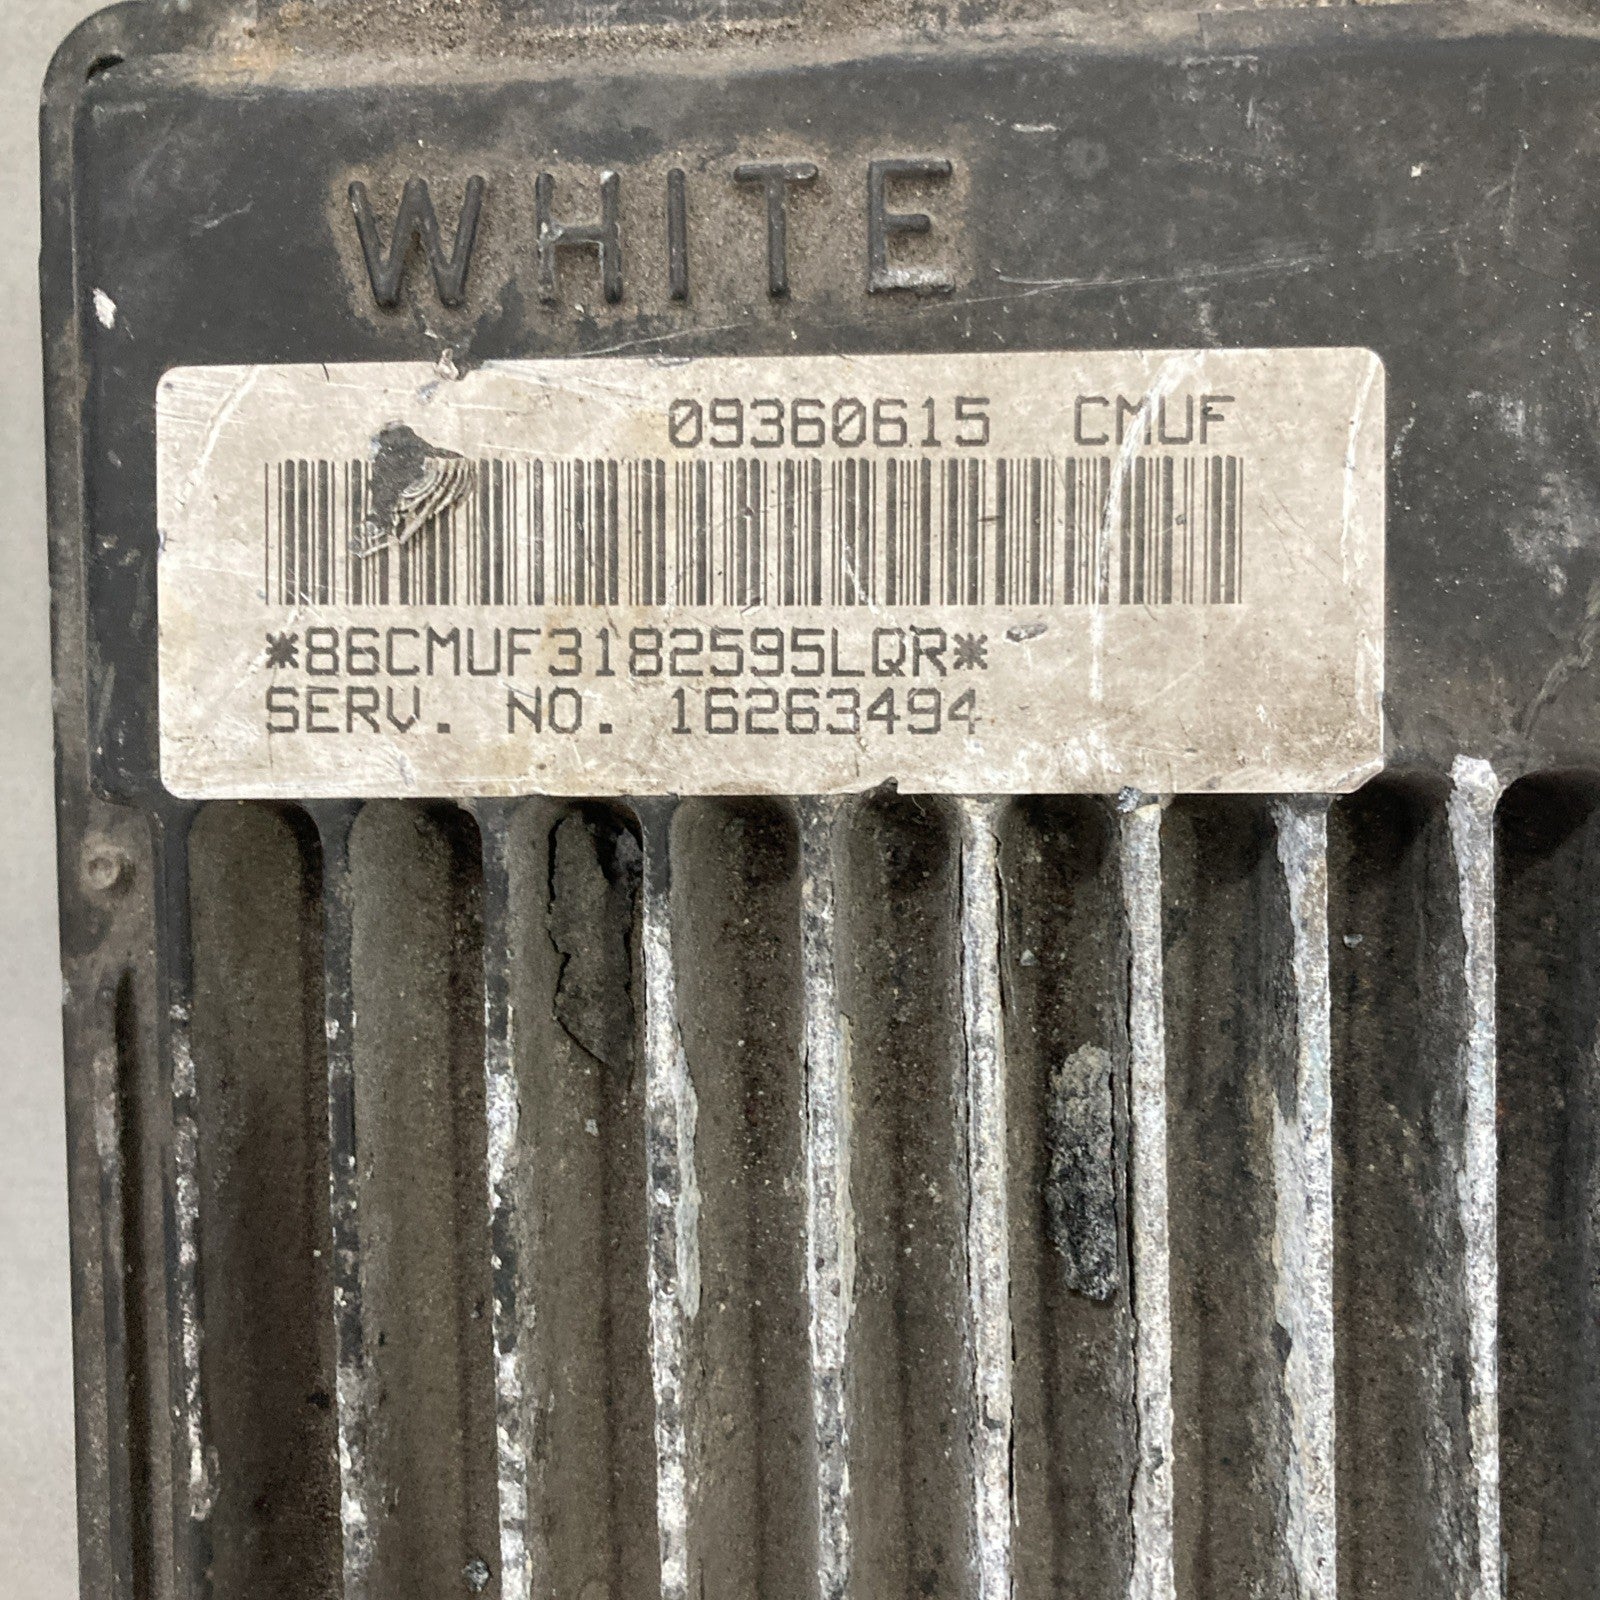 WHITE
09360615 CMUF
*86CMUF3182595LQR*
SERV. NO. 16263494